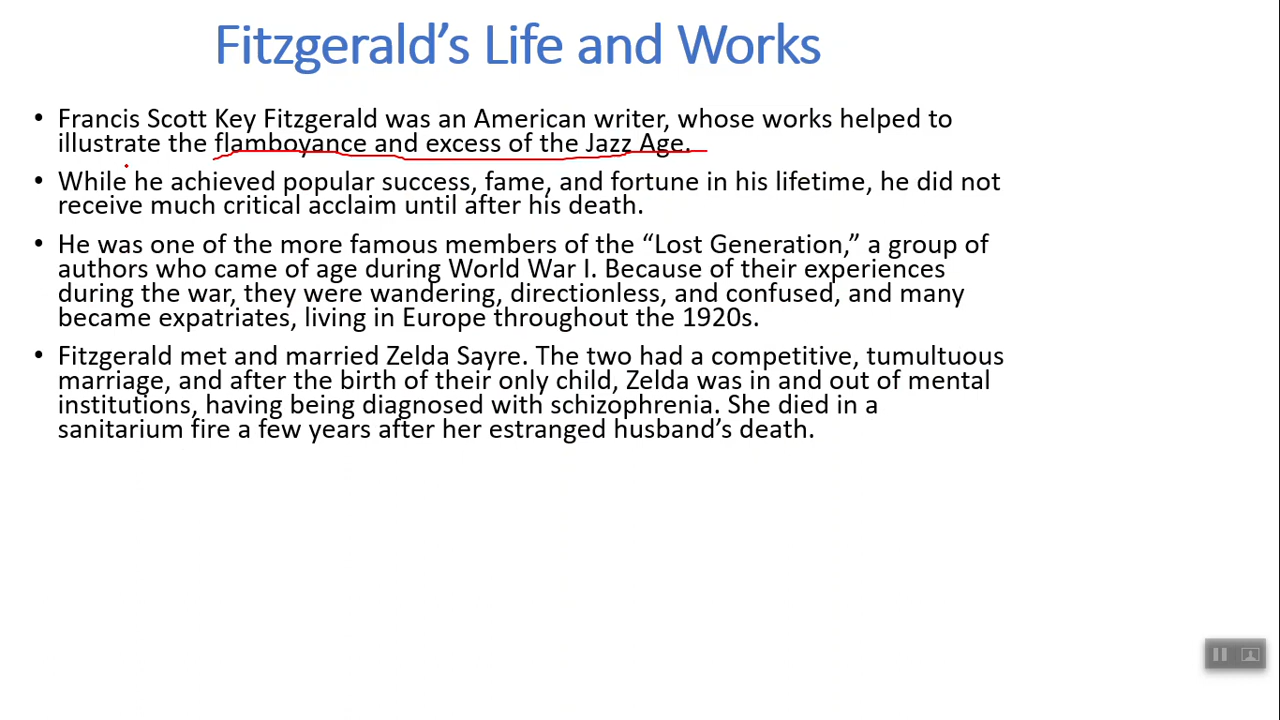 Fitzgerald’s Life and Works
• Francis Scott Key Fitzgerald was an American writer, whose works helped to
illustrate the flamboyance and excess of the Jazz Age.
• While he achieved popular success, fame, and fortune in his lifetime, he did not
receive much critical acclaim until after his death.
• He was one of the more famous members of the “Lost Generation,” a group of
authors who came of age during World War I. Because of their experiences
during the war, they were wandering, directionless, and confused, and many
became expatriates, living in Europe throughout the 1920s.
• Fitzgerald met and married Zelda Sayre. The two had a competitive, tumultuous
marriage, and after the birth of their only child, Zelda was in and out of mental
institutions, having being diagnosed with schizophrenia. She died in a
sanitarium fire a few years after her estranged husband’s death.